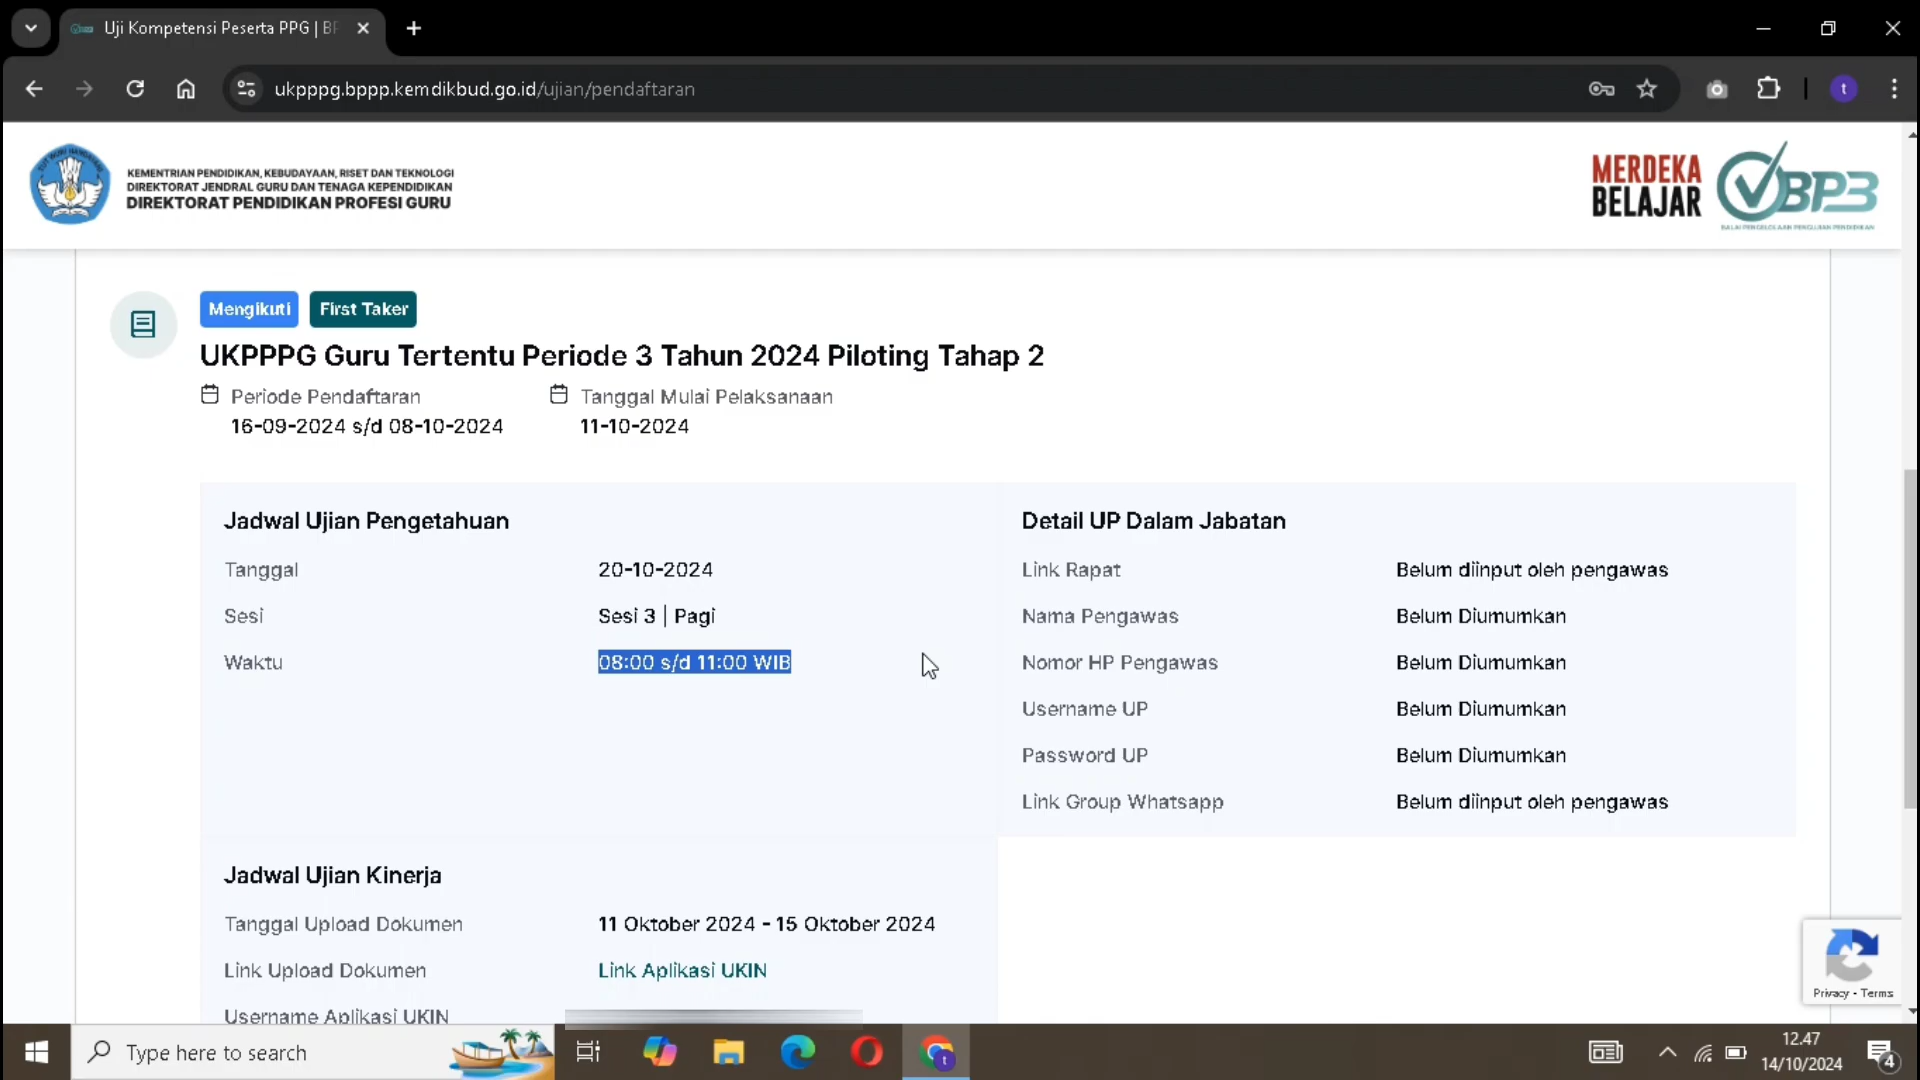 Uji Kompetensi Peserta PPG | BP
ukpppg.bppp.kemdikbud.go.id/ujian/pendaftaran
t
KEMENTRIAN PENDIDIKAN, KEBUDAYAAN, RISET DAN TEKNOLOGI
DIREKTORAT JENDRAL GURU DAN TENAGA KEPENDIDIKAN
DIREKTORAT PENDIDIKAN PROFESI GURU
MERDEKA
BELAJAR
BP3
BALAI PENGELOLAAN PENGUJIAN PENDIDIKAN
Mengikuti
First Taker
UKPPPG Guru Tertentu Periode 3 Tahun 2024 Piloting Tahap 2
Periode Pendaftaran
16-09-2024 s/d 08-10-2024
Tanggal Mulai Pelaksanaan
11-10-2024
Jadwal Ujian Pengetahuan
Tanggal 20-10-2024
Sesi Sesi 3 | Pagi
Waktu 08:00 s/d 11:00 WIB
Detail UP Dalam Jabatan
Link Rapat Belum diinput oleh pengawas
Nama Pengawas Belum Diumumkan
Nomor HP Pengawas Belum Diumumkan
Username UP Belum Diumumkan
Password UP Belum Diumumkan
Link Group Whatsapp Belum diinput oleh pengawas
Jadwal Ujian Kinerja
Tanggal Upload Dokumen 11 Oktober 2024 - 15 Oktober 2024
Link Upload Dokumen Link Aplikasi UKIN
Username Aplikasi UKIN
Privacy - Terms
Type here to search
t
12.47
14/10/2024
4